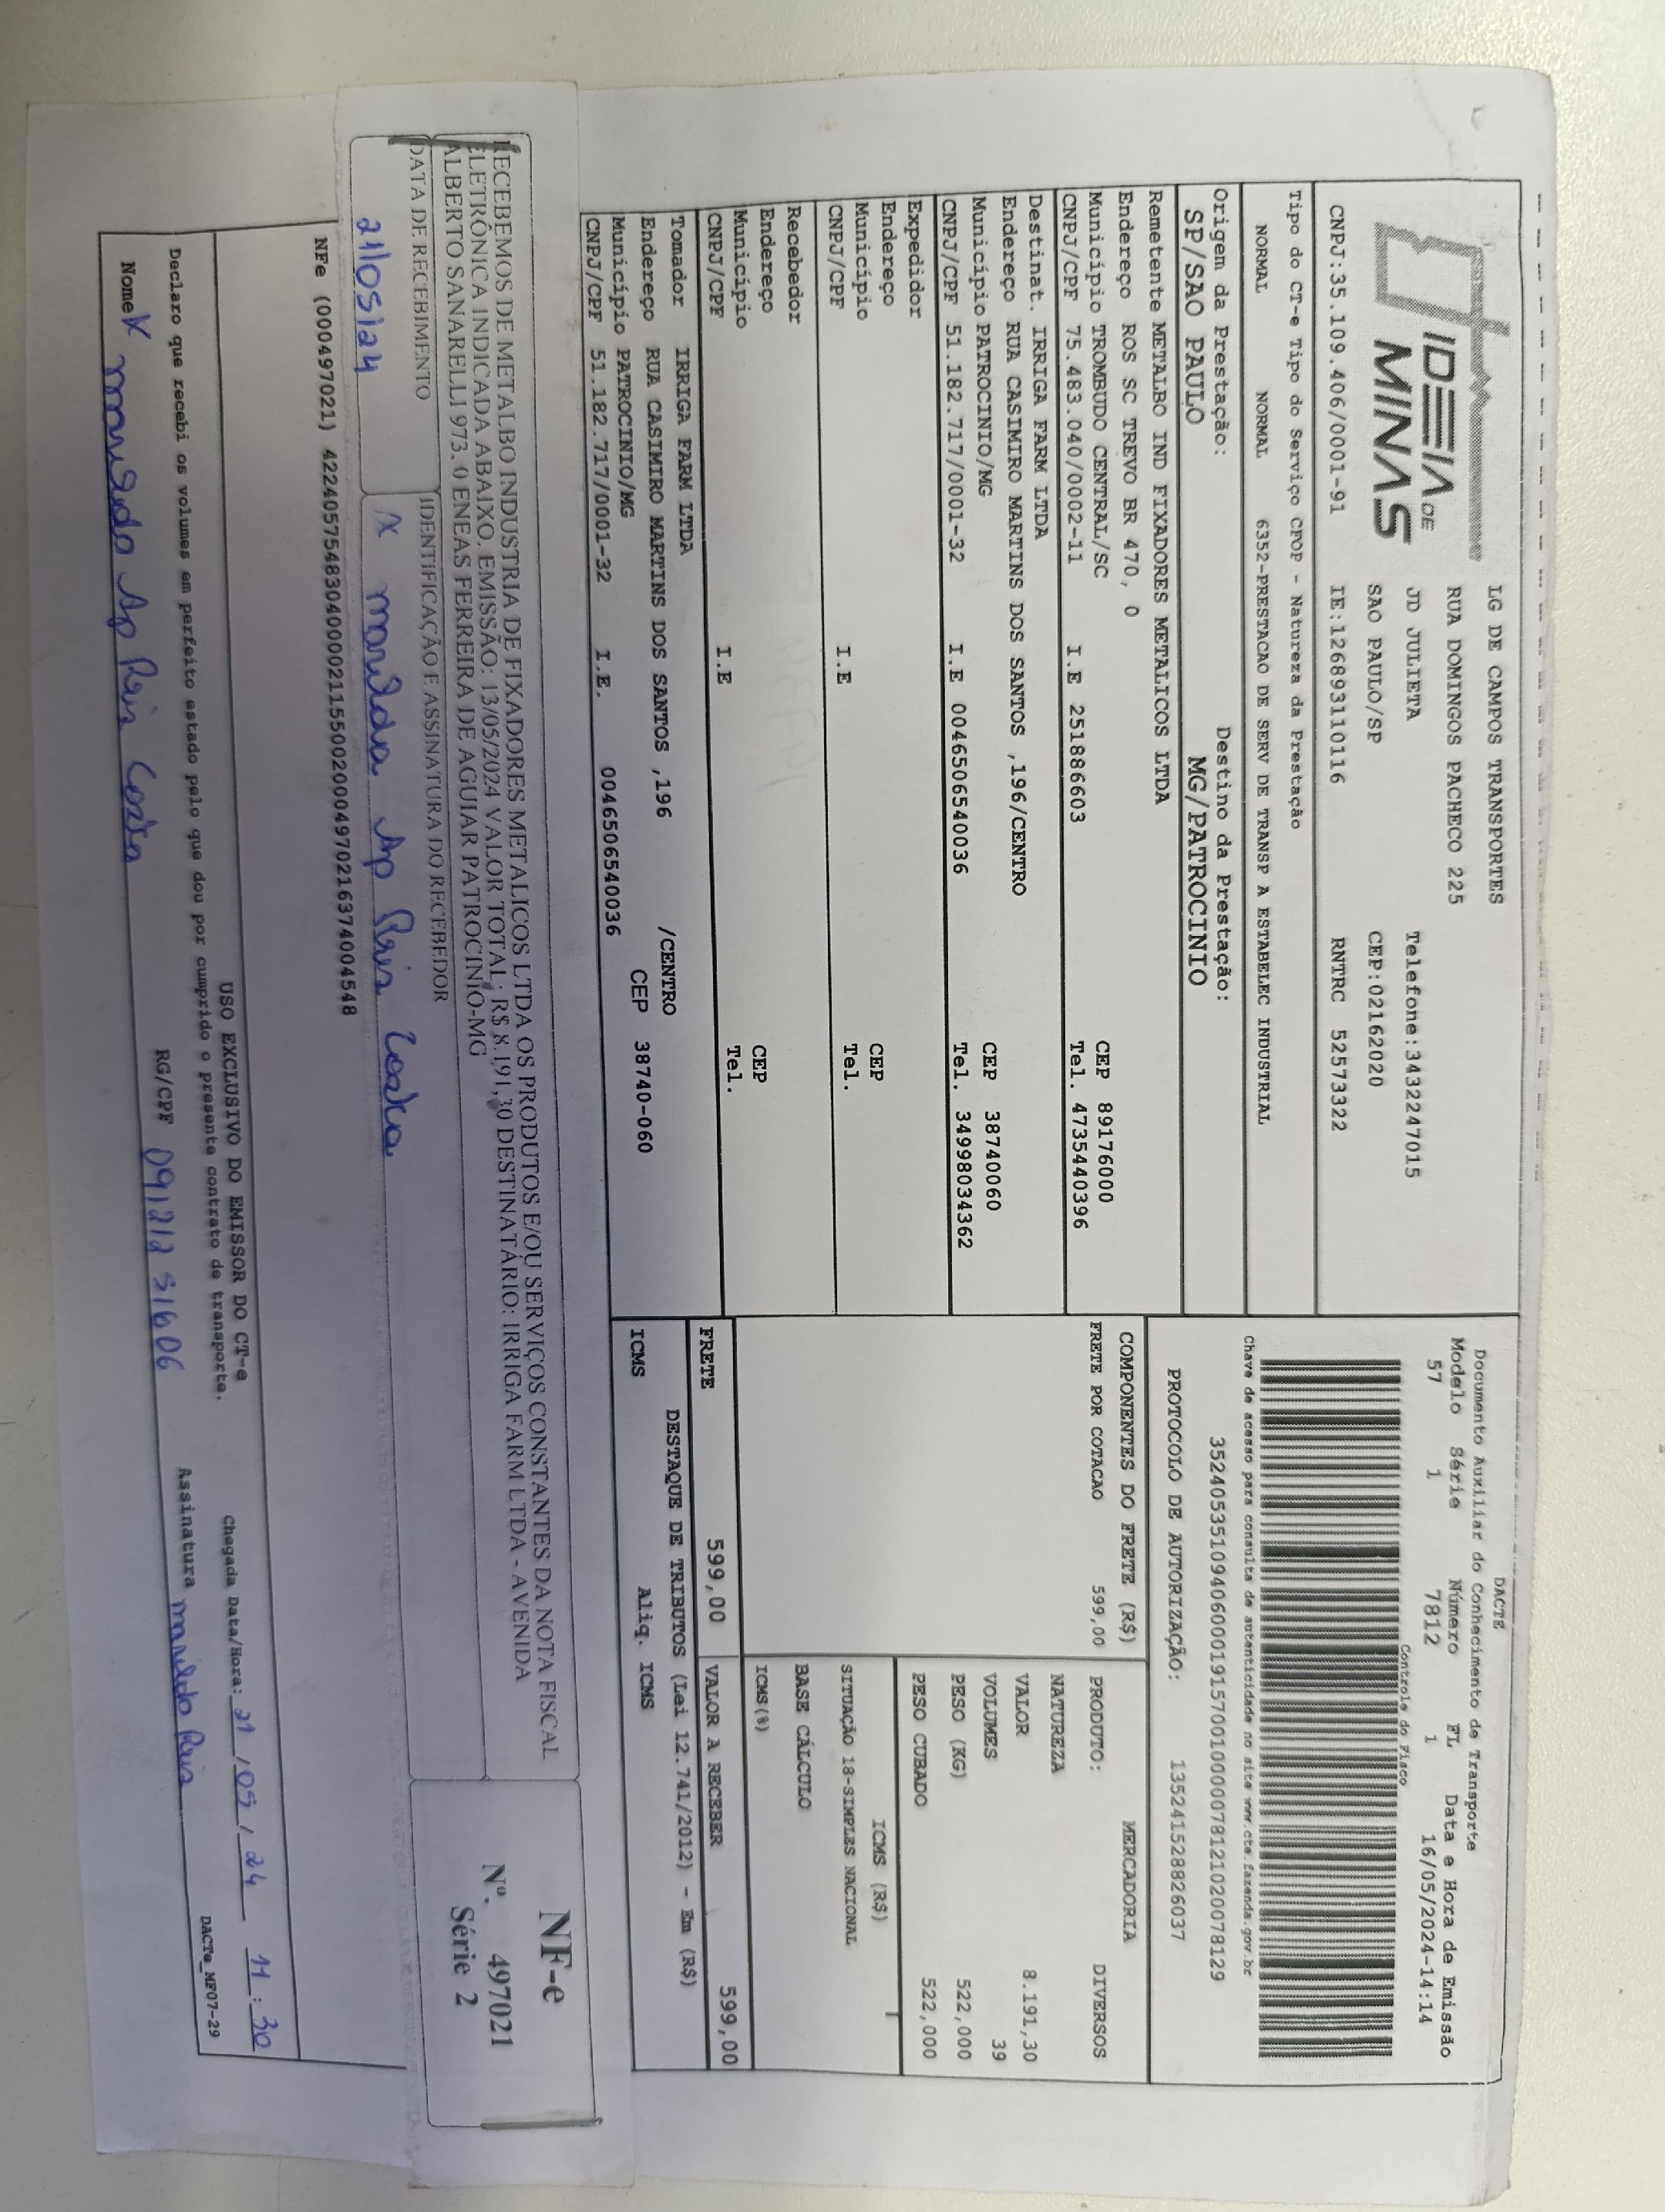 IDEIA DE
MINAS
LG DE CAMPOS TRANSPORTES
RUA DOMINGOS PACHECO 225
JD JULIETA Telefone:3432247015
SAO PAULO/SP CEP:02162020
CNPJ:35.109.406/0001-91 IE:126893110116 RNTRC 52573322
Tipo do CT-e Tipo do Serviço CFOP - Natureza da Prestação
NORMAL NORMAL 6352-PRESTACAO DE SERV DE TRANSP A ESTABELEC INDUSTRIAL
Origem da Prestação: Destino da Prestação:
SP/SAO PAULO MG/PATROCINIO
Remetente METALBO IND FIXADORES METALICOS LTDA
Endereço ROS SC TREVO BR 470, 0 CEP 89176000
Município TROMBUDO CENTRAL/SC Tel. 4735440396
CNPJ/CPF 75.483.040/0002-11 I.E 251886603
Destinat. IRRIGA FARM LTDA
Endereço RUA CASIMIRO MARTINS DOS SANTOS ,196/CENTRO
Município PATROCINIO/MG CEP 38740060
CNPJ/CPF 51.182.717/0001-32 I.E 0046506540036 Tel. 34998034362
Expedidor
Endereço
Município CEP
CNPJ/CPF I.E Tel.
Recebedor
Endereço
Município CEP
CNPJ/CPF I.E Tel.
Tomador IRRIGA FARM LTDA
Endereço RUA CASIMIRO MARTINS DOS SANTOS ,196 /CENTRO
Município PATROCINIO/MG CEP 38740-060
CNPJ/CPF 51.182.717/0001-32 I.E. 0046506540036
DACTE
Documento Auxiliar do Conhecimento de Transporte
Modelo Série Número FL Data e Hora de Emissão
57 1 7812 1 16/05/2024-14:14
Controle do Fisco
Chave de acesso para consulta de autenticidade no site www.cte.fazenda.gov.br
35240535109406000191570010000078121020078129
PROTOCOLO DE AUTORIZAÇÃO: 135241528826037
COMPONENTES DO FRETE (R$)
FRETE POR COTACAO 599,00
MERCADORIA
PRODUTO: DIVERSOS
NATUREZA
VALOR 8.191,30
VOLUMES 39
PESO (KG) 522,000
PESO CUBADO 522,000
ICMS (R$)
SITUAÇÃO 18-SIMPLES NACIONAL
BASE CÁLCULO
ICMS(%)
FRETE 599,00 VALOR A RECEBER 599,00
DESTAQUE DE TRIBUTOS (Lei 12.741/2012) - Em (R$)
ICMS Aliq. ICMS
RECEBEMOS DE METALBO INDUSTRIA DE FIXADORES METALICOS LTDA OS PRODUTOS E/OU SERVIÇOS CONSTANTES DA NOTA FISCAL
ELETRÔNICA INDICADA ABAIXO. EMISSÃO: 13/05/2024 VALOR TOTAL: R$ 8.191,30 DESTINATÁRIO: IRRIGA FARM LTDA - AVENIDA
ALBERTO SANARELLI 973. 0 ENEAS FERREIRA DE AGUIAR PATROCINIO-MG
DATA DE RECEBIMENTO IDENTIFICAÇÃO E ASSINATURA DO RECEBEDOR
21/05/24 x Marilda Ap Reis Costa
NF-e
Nº. 497021
Série 2
NFe (000497021) 42240575483040000211550020004970216374004548
USO EXCLUSIVO DO EMISSOR DO CT-e
Declaro que recebi os volumes em perfeito estado pelo que dou por cumprido o presente contrato de transporte.
Chegada Data/Hora: 21 / 05 / 24 11 : 30
Nome x Marilda Ap Reis Costa RG/CPF 09121251606 Assinatura Marilda Reis
DACTe_MF07-29